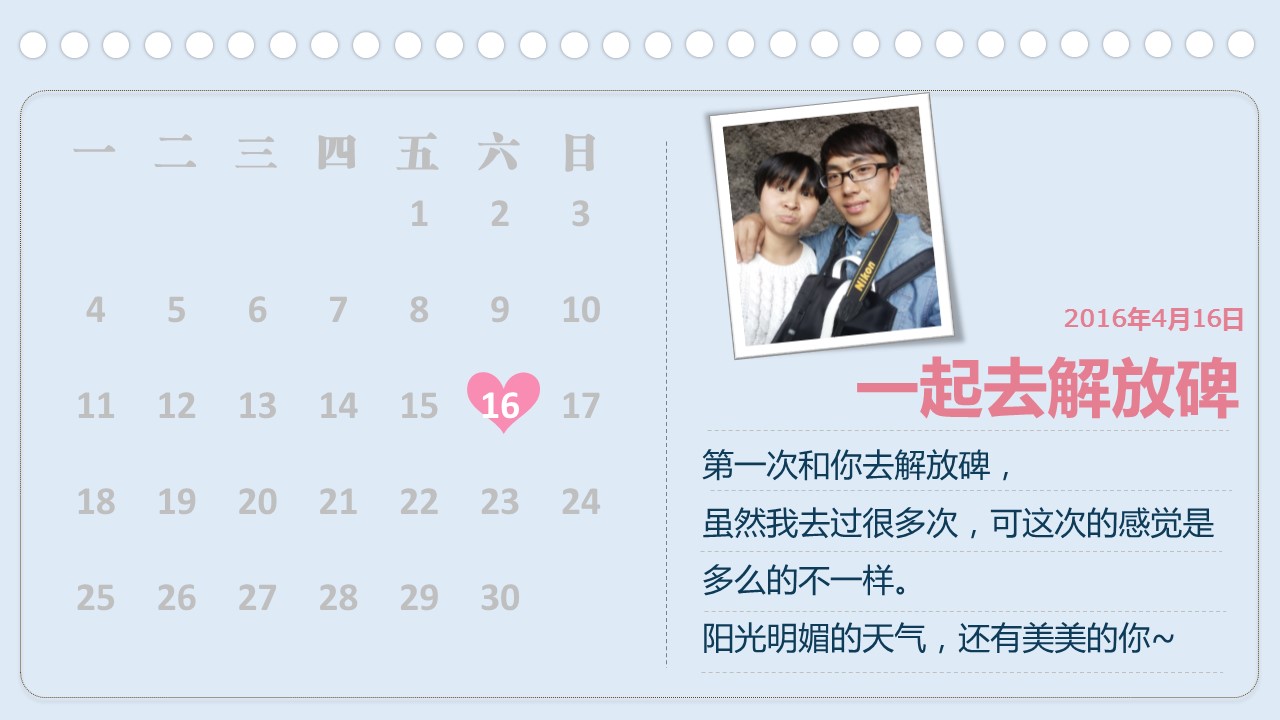 一 二 三 四 五 六 日
1 2 3
4 5 6 7 8 9 10
11 12 13 14 15 16 17
18 19 20 21 22 23 24
25 26 27 28 29 30
Nikon
2016年4月16日
一起去解放碑
第一次和你去解放碑，
虽然我去过很多次，可这次的感觉是
多么的不一样。
阳光明媚的天气，还有美美的你~